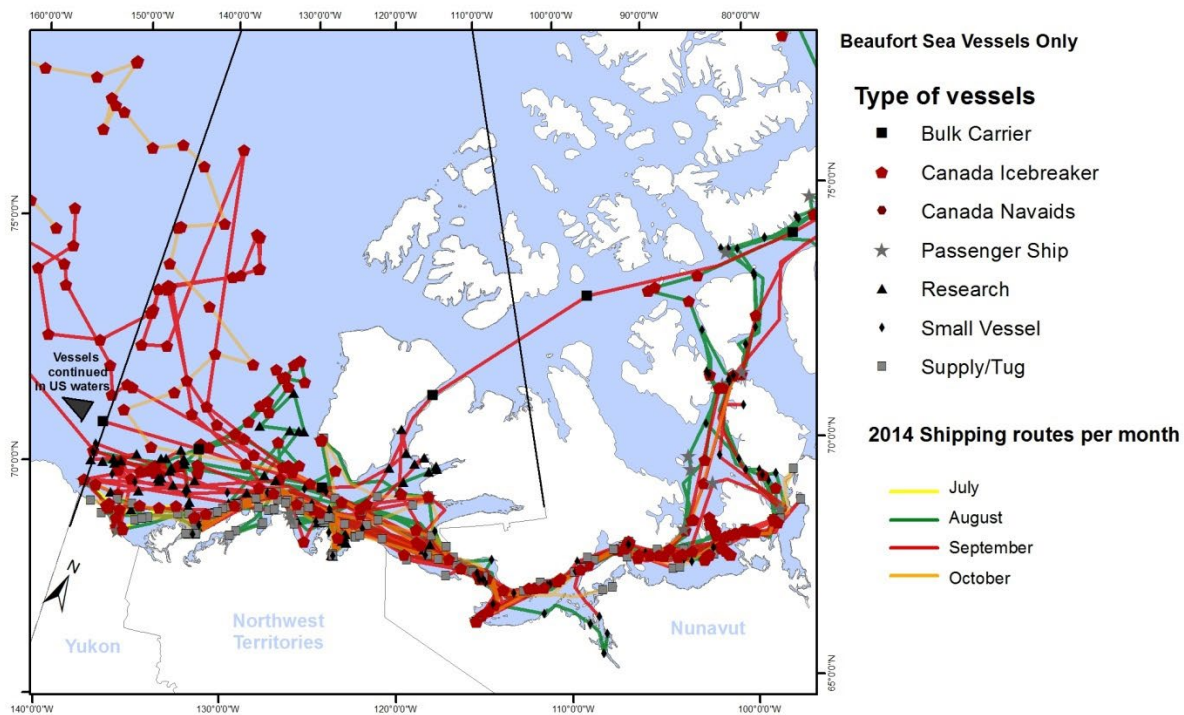 160°0'0"W 150°0'0"W 140°0'0"W 130°0'0"W 120°0'0"W 110°0'0"W 100°0'0"W 90°0'0"W 80°0'0"W
Beaufort Sea Vessels Only
Type of vessels
Bulk Carrier
Canada Icebreaker
Canada Navaids
Passenger Ship
Research
Small Vessel
Supply/Tug
2014 Shipping routes per month
July
August
September
October
75°0'0"N
75°0'0"N
70°0'0"N
70°0'0"N
65°0'0"N
Vessels
continued
in US waters
N
Yukon
Northwest
Territories
Nunavut
140°0'0"W 130°0'0"W 120°0'0"W 110°0'0"W 100°0'0"W